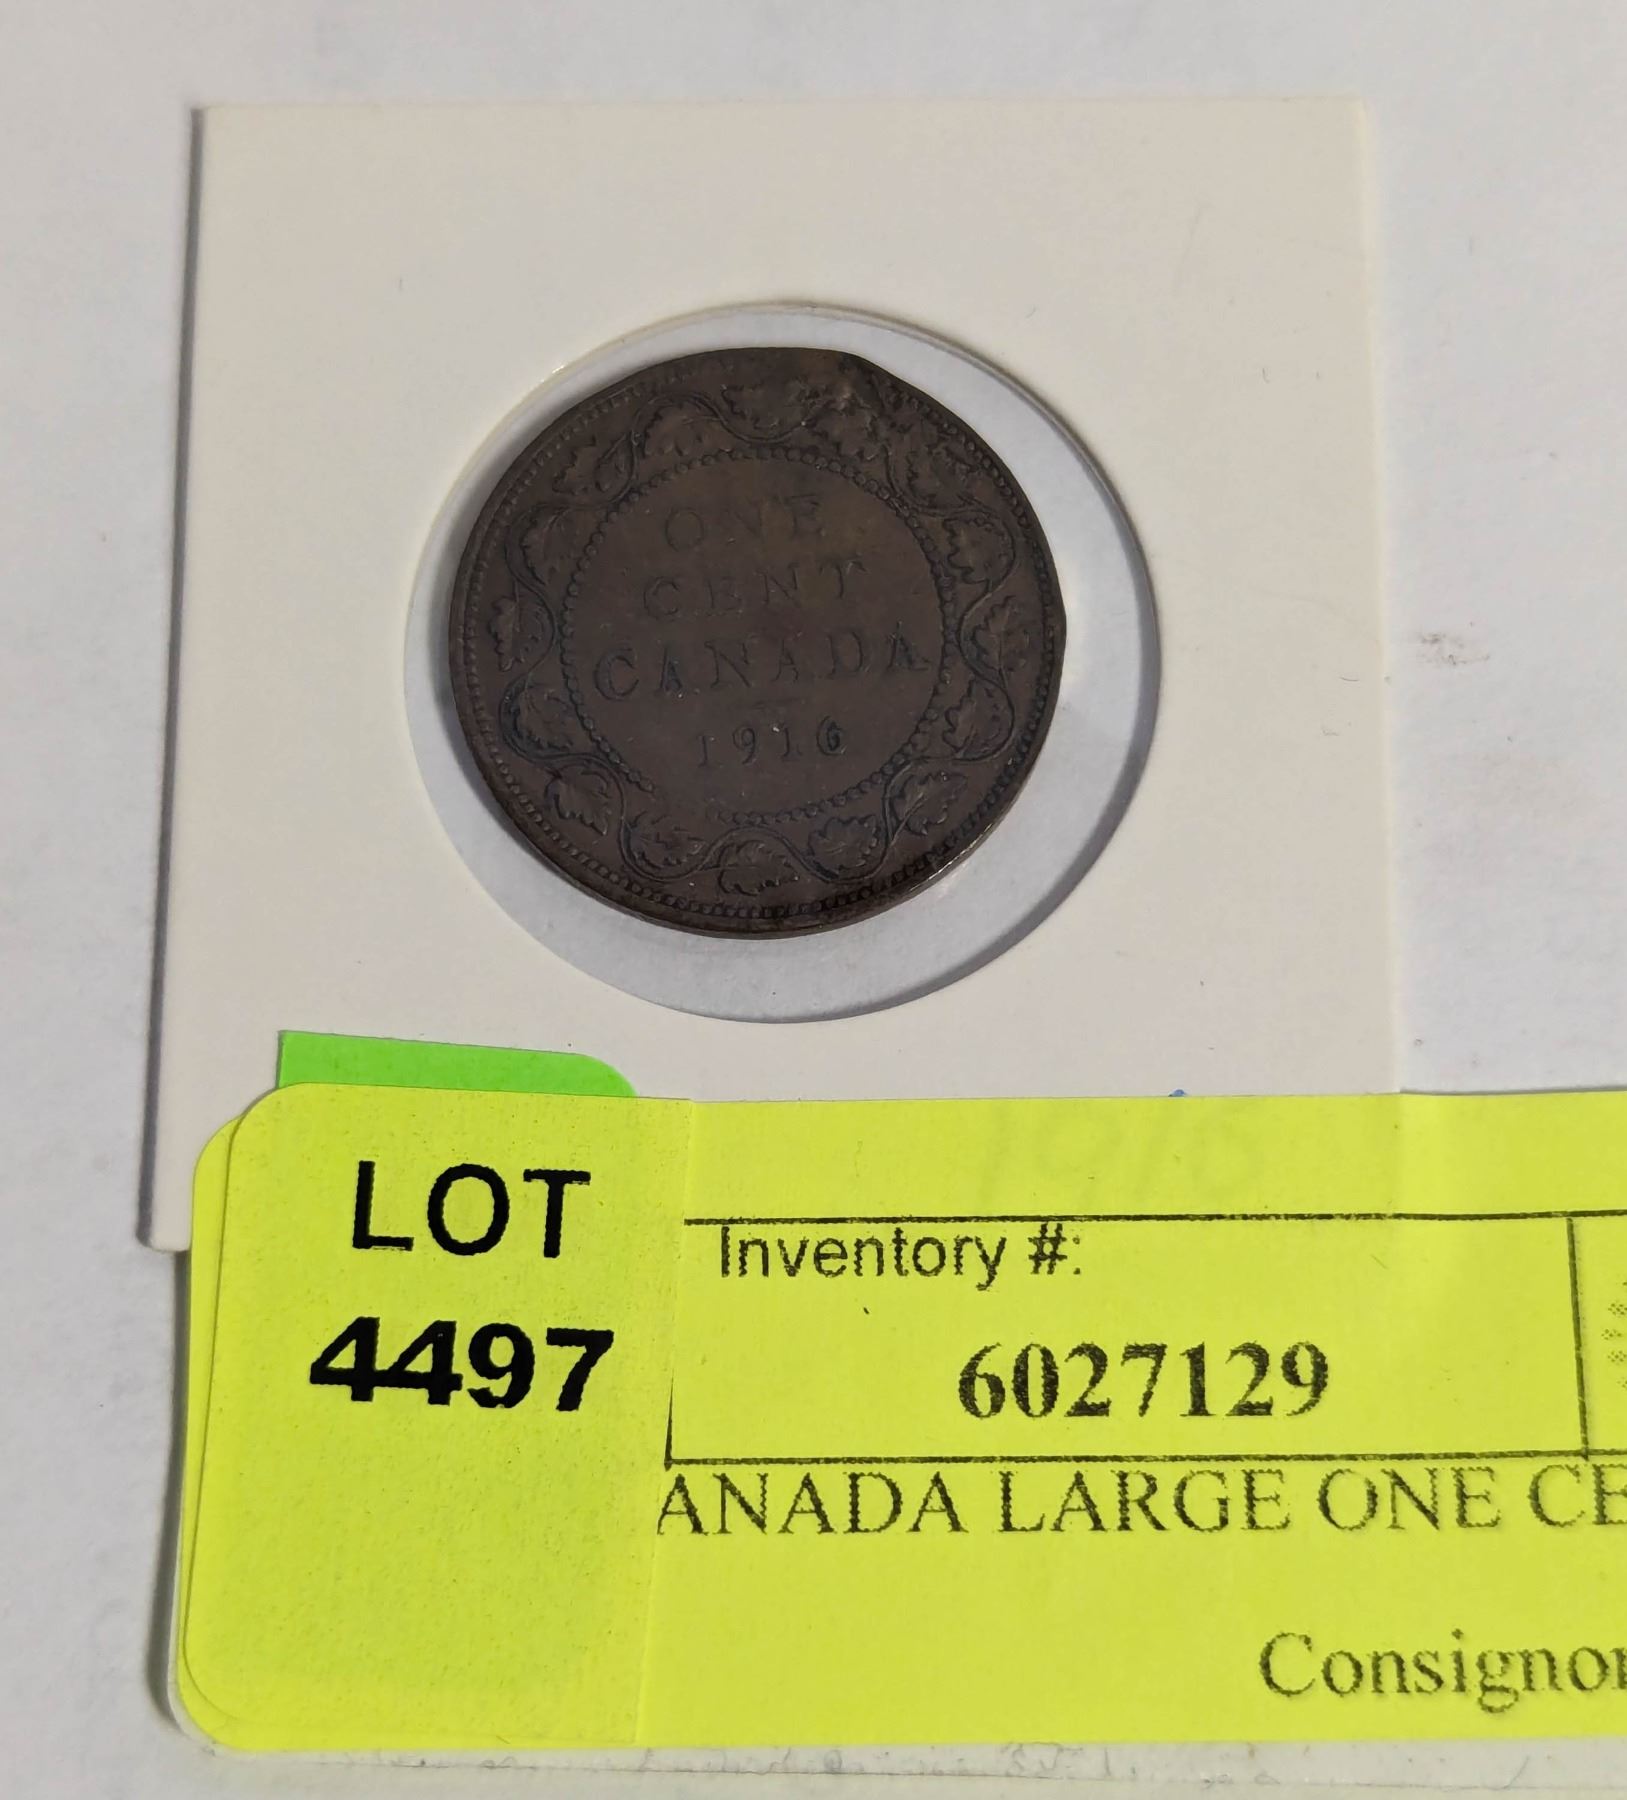 ONE
CENT
CANADA
1916
LOT
4497
Inventory #:
6027129
ANADA LARGE ONE CE
Consignor